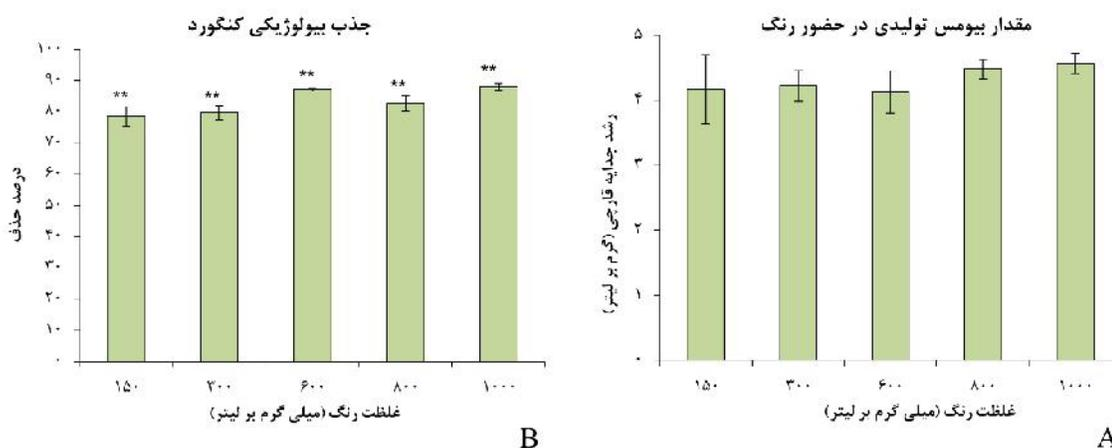 جذب بیولوژیکی کنگورد
درصد حذف
۱۰۰
۹۰
۸۰
۷۰
۶۰
۵۰
۴۰
۳۰
۲۰
۱۰
۰
** ** ** ** **
۱۵۰ ۳۰۰ ۶۰۰ ۸۰۰ ۱۰۰۰
غلظت رنگ (میلی گرم بر لیتر)
B
مقدار بیومس تولیدی در حضور رنگ
رشد جدایه قارچی (گرم بر لیتر)
۵
۴
۳
۲
۱
۰
۱۵۰ ۳۰۰ ۶۰۰ ۸۰۰ ۱۰۰۰
غلظت رنگ (میلی گرم بر لیتر)
A